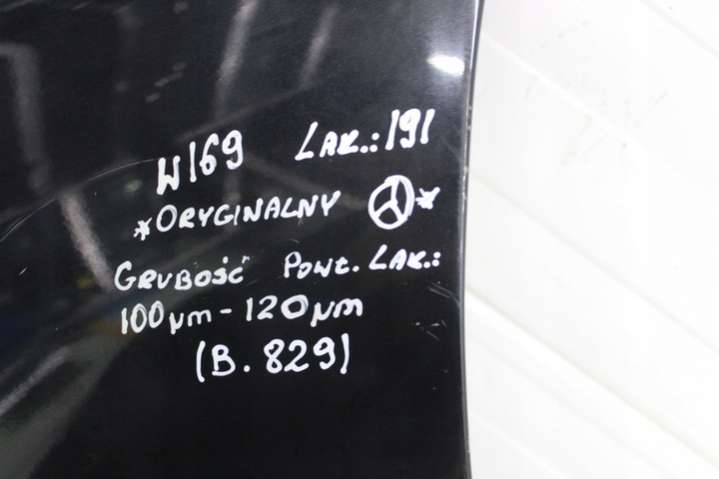 W169 LAK.: 191
*ORYGINALNY *
GRUBOŚĆ POWŁ. LAK.:
100µm - 120µm
(B. 829)